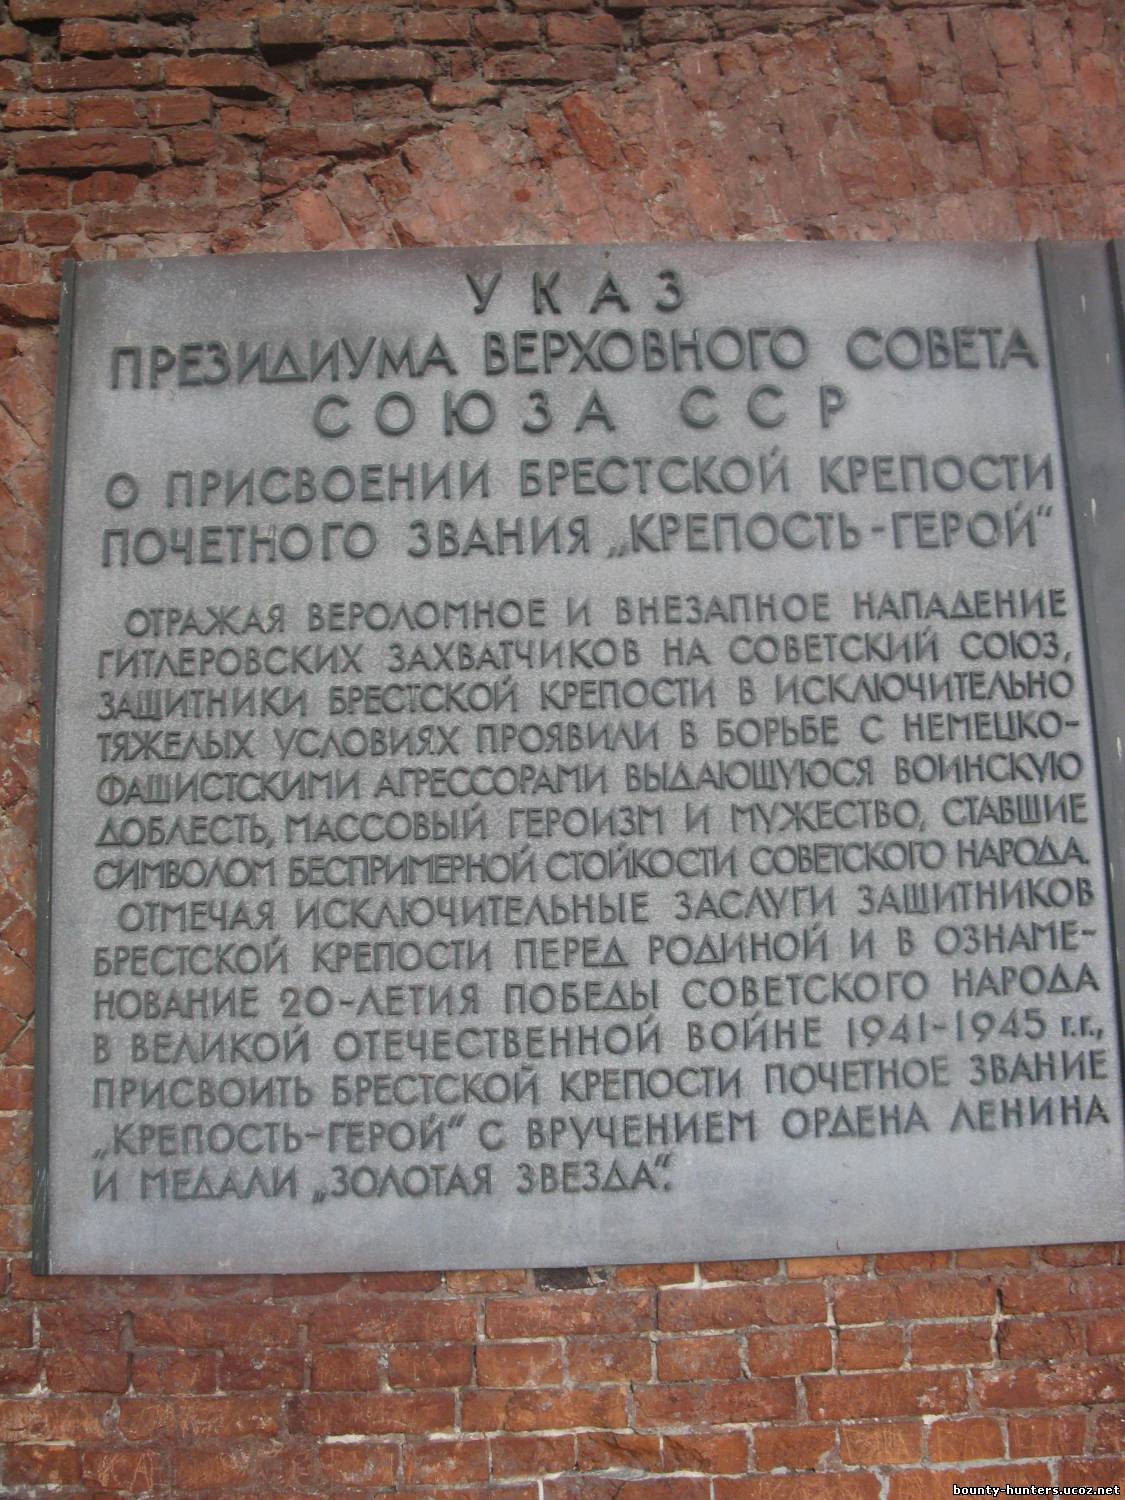 УКАЗ
ПРЕЗИДИУМА ВЕРХОВНОГО СОВЕТА
СОЮЗА ССР
О ПРИСВОЕНИИ БРЕСТСКОЙ КРЕПОСТИ
ПОЧЕТНОГО ЗВАНИЯ „КРЕПОСТЬ-ГЕРОЙ“
ОТРАЖАЯ ВЕРОЛОМНОЕ И ВНЕЗАПНОЕ НАПАДЕНИЕ
ГИТЛЕРОВСКИХ ЗАХВАТЧИКОВ НА СОВЕТСКИЙ СОЮЗ,
ЗАЩИТНИКИ БРЕСТСКОЙ КРЕПОСТИ В ИСКЛЮЧИТЕЛЬНО
ТЯЖЕЛЫХ УСЛОВИЯХ ПРОЯВИЛИ В БОРЬБЕ С НЕМЕЦКО-
ФАШИСТСКИМИ АГРЕССОРАМИ ВЫДАЮЩУЮСЯ ВОИНСКУЮ
ДОБЛЕСТЬ, МАССОВЫЙ ГЕРОИЗМ И МУЖЕСТВО, СТАВШИЕ
СИМВОЛОМ БЕСПРИМЕРНОЙ СТОЙКОСТИ СОВЕТСКОГО НАРОДА.
ОТМЕЧАЯ ИСКЛЮЧИТЕЛЬНЫЕ ЗАСЛУГИ ЗАЩИТНИКОВ
БРЕСТСКОЙ КРЕПОСТИ ПЕРЕД РОДИНОЙ И В ОЗНАМЕ-
НОВАНИЕ 20-ЛЕТИЯ ПОБЕДЫ СОВЕТСКОГО НАРОДА
В ВЕЛИКОЙ ОТЕЧЕСТВЕННОЙ ВОЙНЕ 1941-1945 г.г.,
ПРИСВОИТЬ БРЕСТСКОЙ КРЕПОСТИ ПОЧЕТНОЕ ЗВАНИЕ
„КРЕПОСТЬ-ГЕРОЙ“ С ВРУЧЕНИЕМ ОРДЕНА ЛЕНИНА
И МЕДАЛИ „ЗОЛОТАЯ ЗВЕЗДА“.
bounty-hunters.ucoz.net